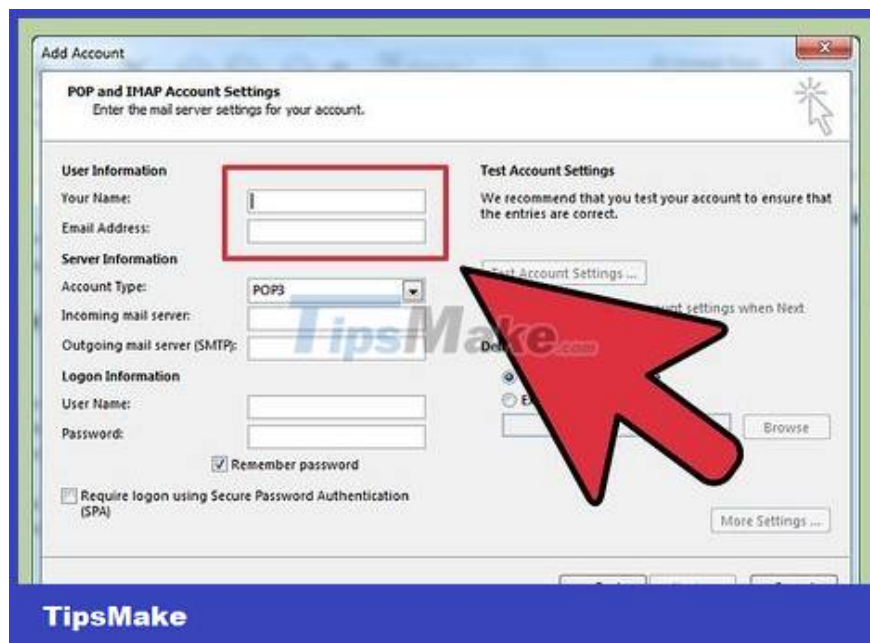 Add Account
POP and IMAP Account Settings
Enter the mail server settings for your account.
User Information
Your Name:
Email Address:
Server Information
Account Type:
POP3
Incoming mail server:
Outgoing mail server (SMTP):
Logon Information
User Name:
Password:
Remember password
Require logon using Secure Password Authentication
(SPA)
Test Account Settings
We recommend that you test your account to ensure that
the entries are correct.
Account Settings ...
settings when Next
Browse
More Settings ...
TipsMake.com
TipsMake